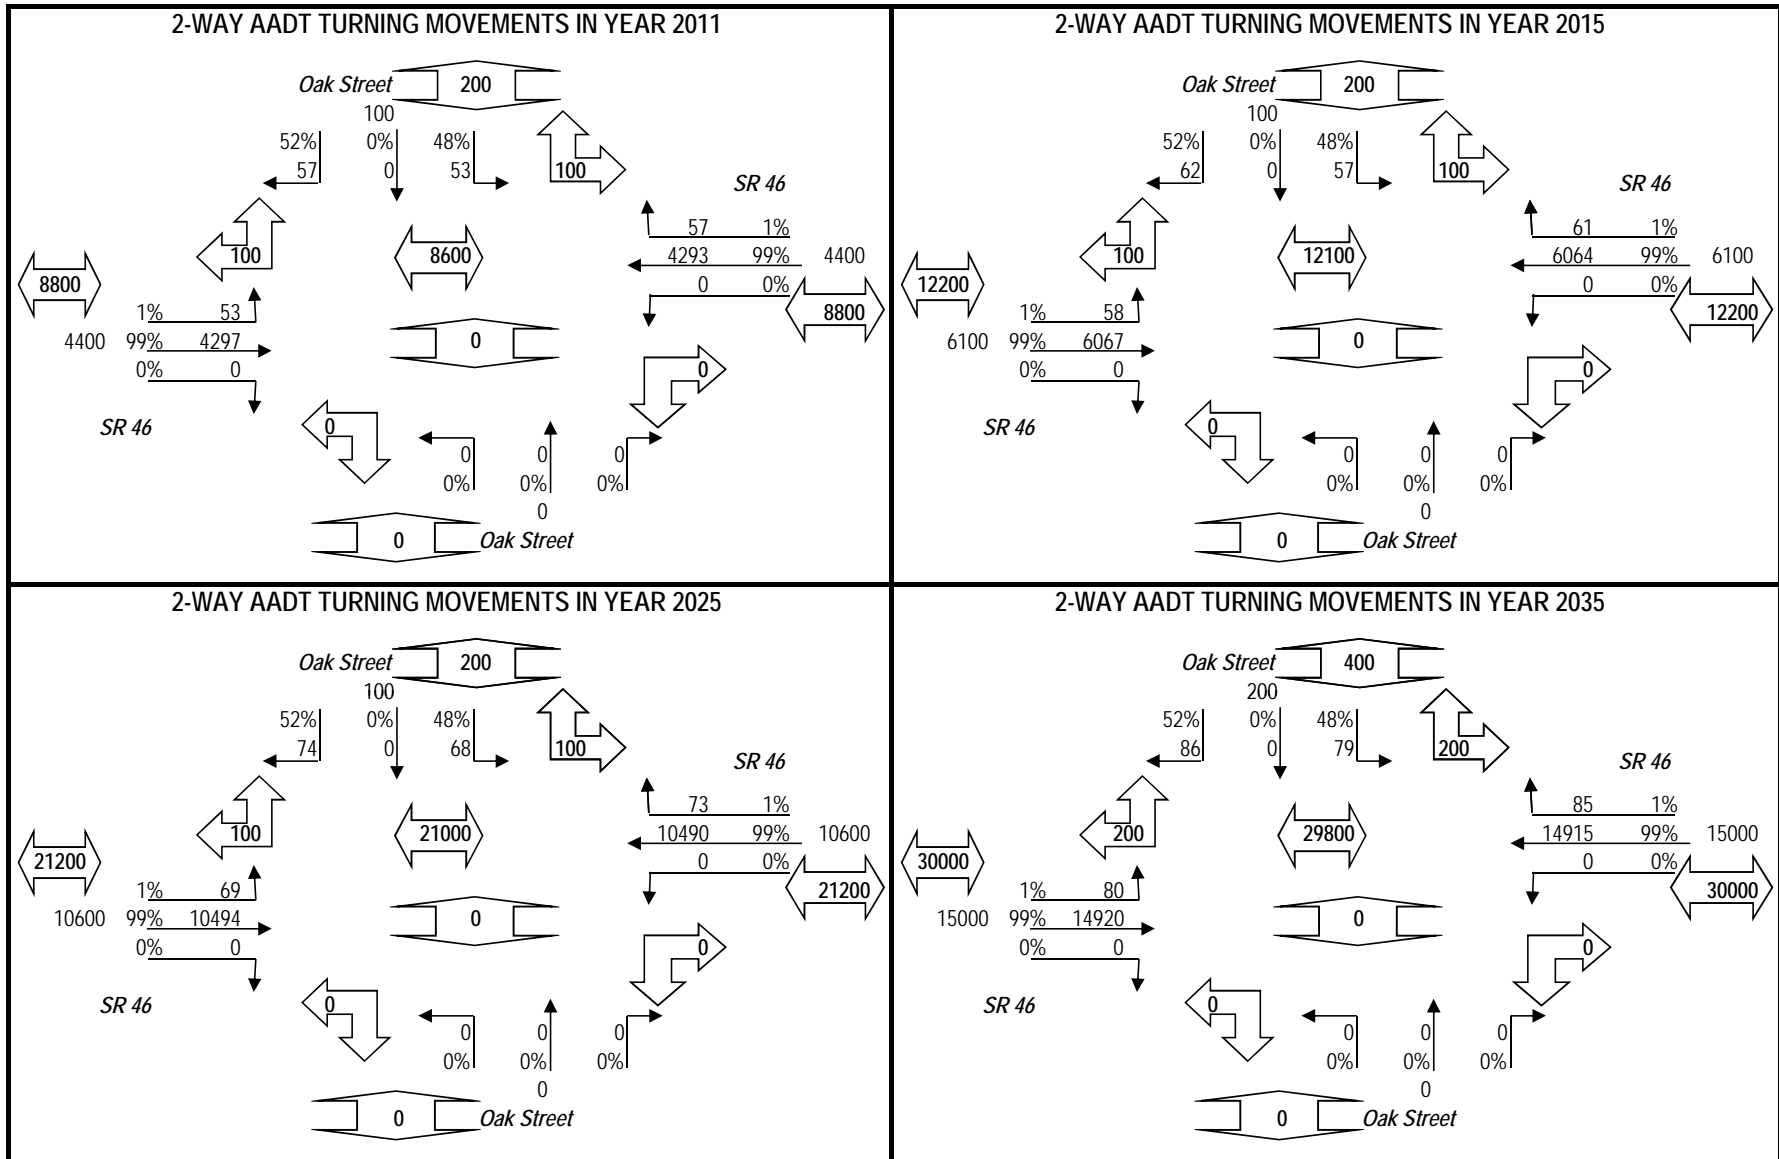 2-WAY AADT TURNING MOVEMENTS IN YEAR 2011
Oak Street 200
100
52% 0% 48%
57 0 53 100
SR 46
57 1%
100 8600 4293 99% 4400
8800 0 0%
8800
1% 53
4400 99% 4297 0
0% 0 0
SR 46 0
0 0 0
0% 0% 0%
0
0 Oak Street
2-WAY AADT TURNING MOVEMENTS IN YEAR 2015
Oak Street 200
100
52% 0% 48%
62 0 57 100
SR 46
61 1%
100 12100 6064 99% 6100
12200 0 0%
12200
1% 58
6100 99% 6067 0
0% 0 0
SR 46 0
0 0 0
0% 0% 0%
0
0 Oak Street
2-WAY AADT TURNING MOVEMENTS IN YEAR 2025
Oak Street 200
100
52% 0% 48%
74 0 68 100
SR 46
73 1%
100 21000 10490 99% 10600
21200 0 0%
21200
1% 69
10600 99% 10494 0
0% 0 0
SR 46 0
0 0 0
0% 0% 0%
0
0 Oak Street
2-WAY AADT TURNING MOVEMENTS IN YEAR 2035
Oak Street 400
200
52% 0% 48%
86 0 79 200
SR 46
85 1%
200 29800 14915 99% 15000
30000 0 0%
30000
1% 80
15000 99% 14920 0
0% 0 0
SR 46 0
0 0 0
0% 0% 0%
0
0 Oak Street